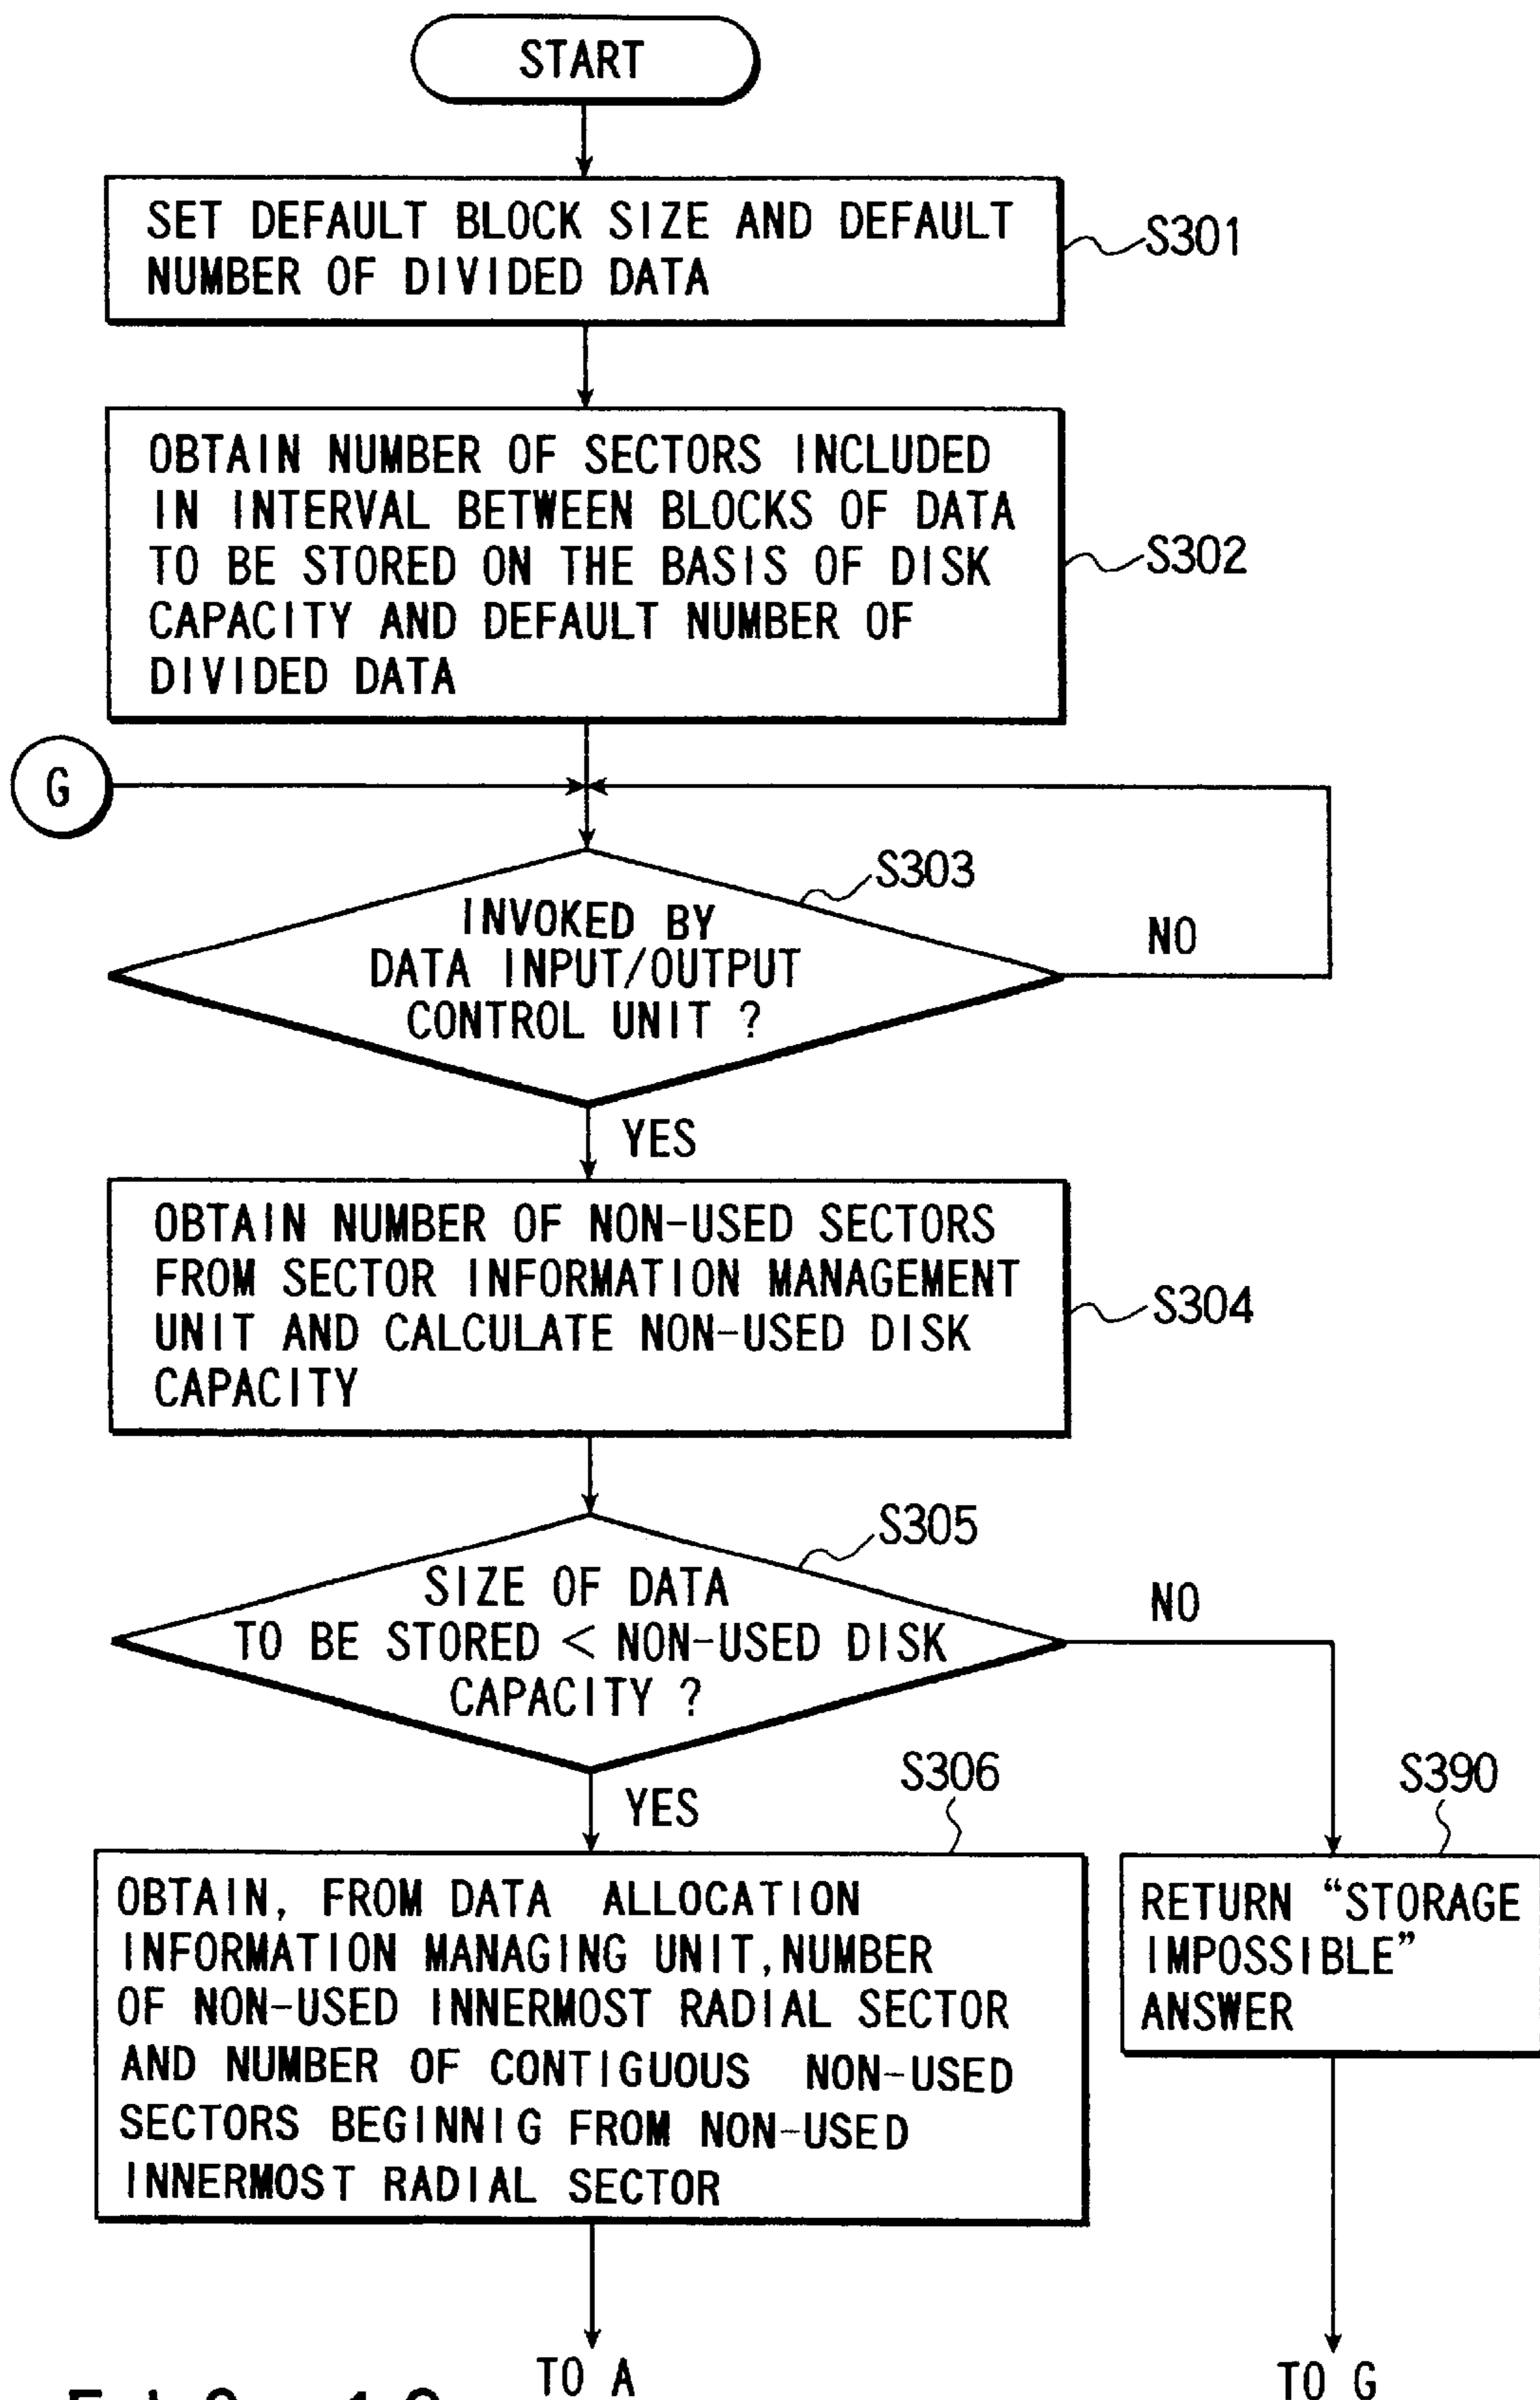 START
SET DEFAULT BLOCK SIZE AND DEFAULT
NUMBER OF DIVIDED DATA
S301
OBTAIN NUMBER OF SECTORS INCLUDED
IN INTERVAL BETWEEN BLOCKS OF DATA
TO BE STORED ON THE BASIS OF DISK
CAPACITY AND DEFAULT NUMBER OF
DIVIDED DATA
S302
G
S303
INVOKED BY
DATA INPUT/OUTPUT
CONTROL UNIT ?
NO
YES
OBTAIN NUMBER OF NON-USED SECTORS
FROM SECTOR INFORMATION MANAGEMENT
UNIT AND CALCULATE NON-USED DISK
CAPACITY
S304
S305
SIZE OF DATA
TO BE STORED < NON-USED DISK
CAPACITY ?
NO
YES
S306
OBTAIN, FROM DATA ALLOCATION
INFORMATION MANAGING UNIT, NUMBER
OF NON-USED INNERMOST RADIAL SECTOR
AND NUMBER OF CONTIGUOUS NON-USED
SECTORS BEGINNIG FROM NON-USED
INNERMOST RADIAL SECTOR
S390
RETURN “STORAGE
IMPOSSIBLE”
ANSWER
TO A
TO G